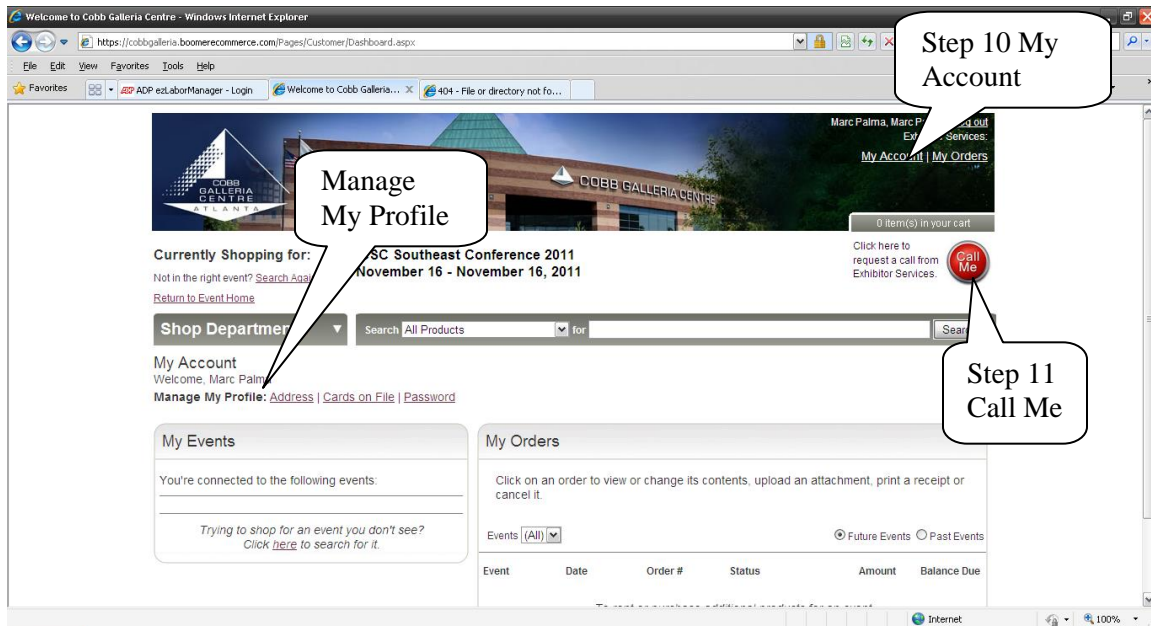 Welcome to Cobb Galleria Centre - Windows Internet Explorer
https://cobbgalleria.boomerecommerce.com/Pages/Customer/Dashboard.aspx
File Edit View Favorites Tools Help
Favorites
ADP ezLaborManager - Login
Welcome to Cobb Galleria...
404 - File or directory not fo...
Step 10 My
Account
Marc Palma, Marc
out
Services:
My Account | My Orders
COBB
GALLERIA
CENTRE
ATLANTA
COBB GALLERIA CENTRE
Manage
My Profile
0 item(s) in your cart
Currently Shopping for:
SC Southeast Conference 2011
November 16 - November 16, 2011
Not in the right event? Search
Return to Event Home
Click here to
request a call from
Exhibitor Services.
Call
Me
Shop
Search All Products for
Step 11
Call Me
My Account
Welcome, Marc
Manage My Profile: Address | Cards on File | Password
My Events
You're connected to the following events:
Trying to shop for an event you don't see?
Click here to search for it.
My Orders
Click on an order to view or change its contents, upload an attachment, print a receipt or
cancel it.
Events (All) Future Events Past Events
Event Date Order # Status Amount Balance Due
Internet 100%